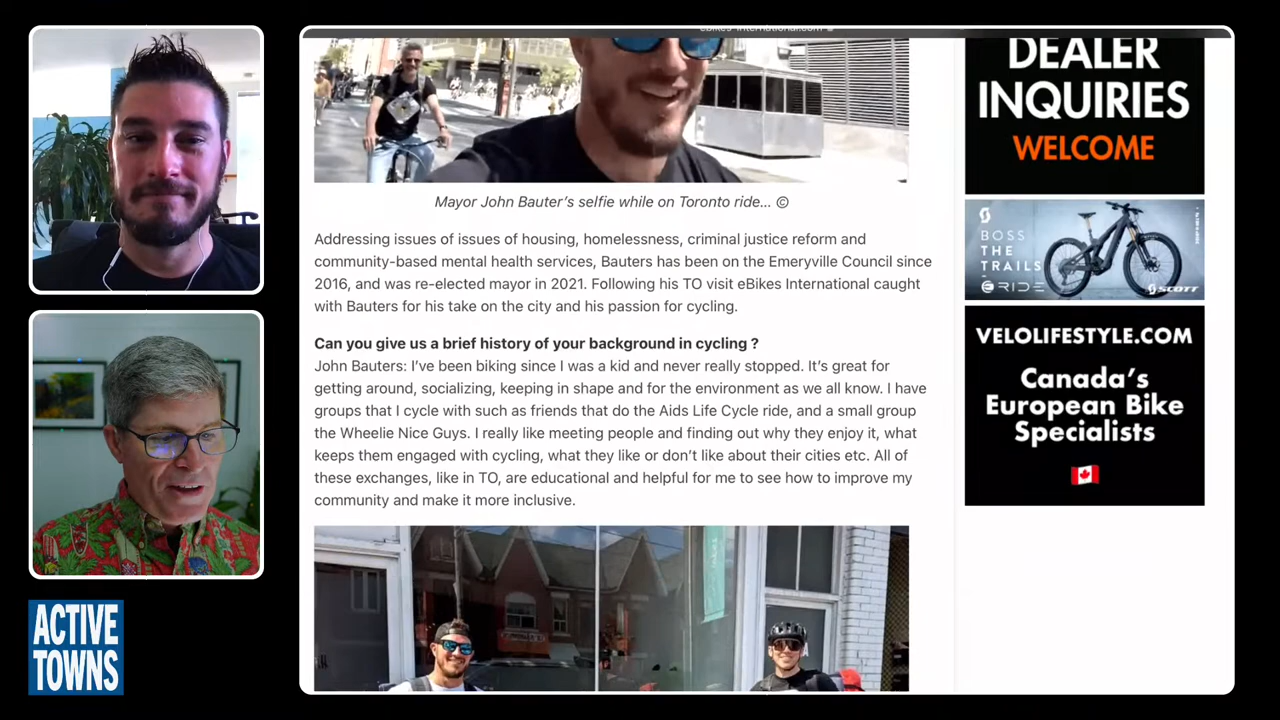 ebikes-international.com
Mayor John Bauter's selfie while on Toronto ride... ©
Addressing issues of issues of housing, homelessness, criminal justice reform and
community-based mental health services, Bauters has been on the Emeryville Council since
2016, and was re-elected mayor in 2021. Following his TO visit eBikes International caught
with Bauters for his take on the city and his passion for cycling.
Can you give us a brief history of your background in cycling ?
John Bauters: I've been biking since I was a kid and never really stopped. It's great for
getting around, socializing, keeping in shape and for the environment as we all know. I have
groups that I cycle with such as friends that do the Aids Life Cycle ride, and a small group
the Wheelie Nice Guys. I really like meeting people and finding out why they enjoy it, what
keeps them engaged with cycling, what they like or don't like about their cities etc. All of
these exchanges, like in TO, are educational and helpful for me to see how to improve my
community and make it more inclusive.
DEALER
INQUIRIES
WELCOME
BOSS
THE
TRAILS
ERIDE
SCOTT
VELOLIFESTYLE.COM
Canada's
European Bike
Specialists
ACTIVE
TOWNS